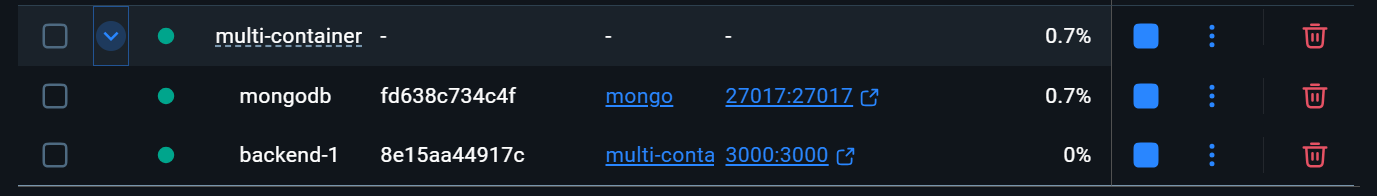 multi-container - - - 0.7%
mongodb fd638c734c4f mongo 27017:27017 0.7%
backend-1 8e15aa44917c multi-conta 3000:3000 0%